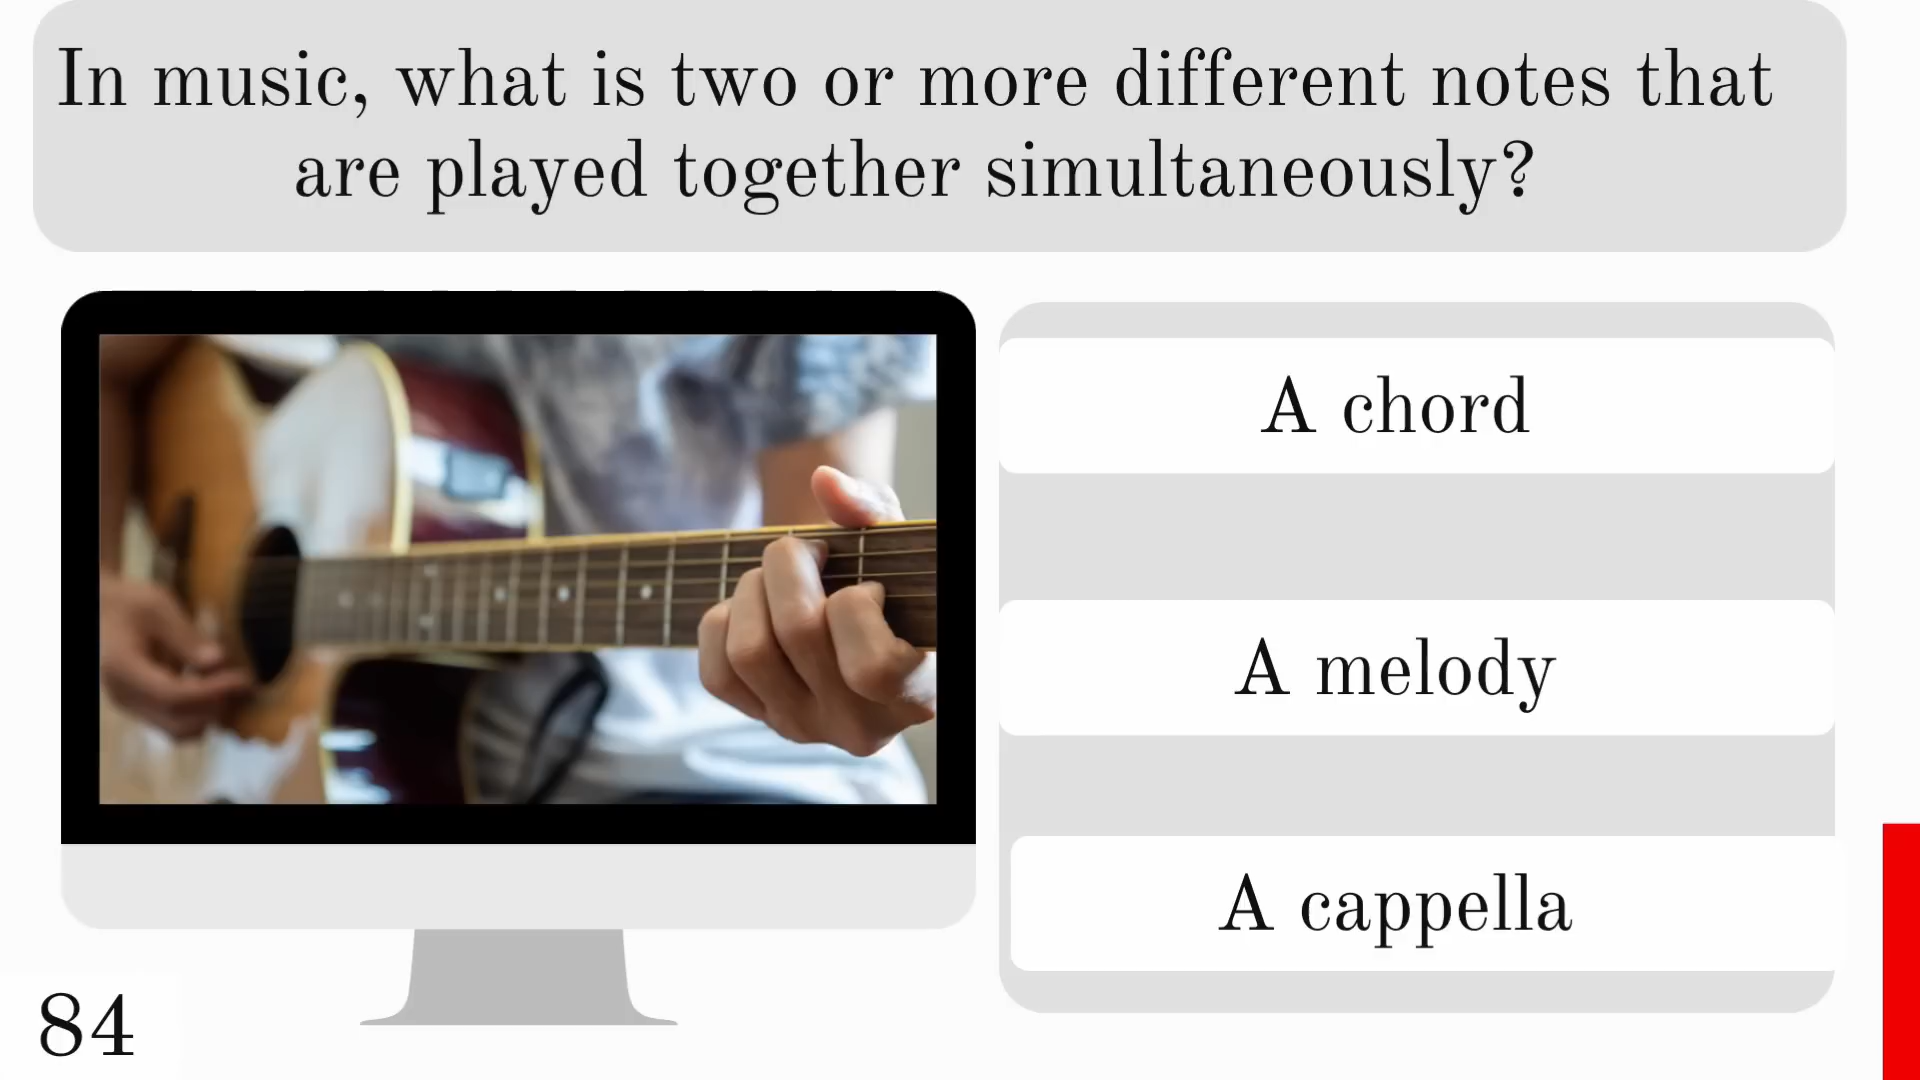 In music, what is two or more different notes that
are played together simultaneously?
A chord
A melody
A cappella
84